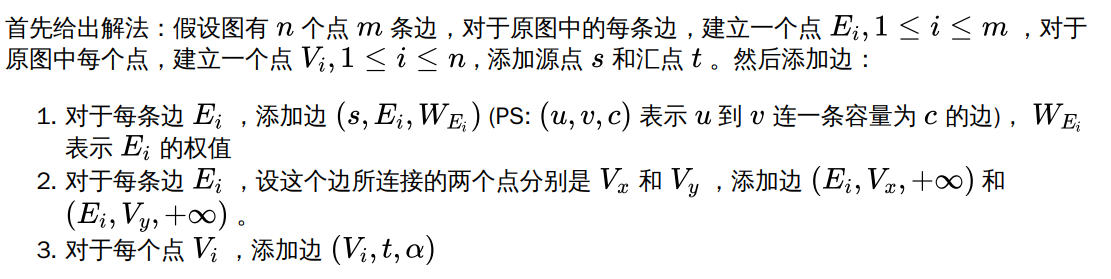 首先给出解法：假设图有 n 个点 m 条边，对于原图中的每条边，建立一个点 E_i, 1 ≤ i ≤ m ，对于
原图中每个点，建立一个点 V_i, 1 ≤ i ≤ n ，添加源点 s 和汇点 t 。然后添加边：
1. 对于每条边 E_i ，添加边 (s, E_i, W_{E_i}) (PS: (u, v, c) 表示 u 到 v 连一条容量为 c 的边) ， W_{E_i}
表示 E_i 的权值
2. 对于每条边 E_i ，设这个边所连接的两个点分别是 V_x 和 V_y ，添加边 (E_i, V_x, +∞) 和
(E_i, V_y, +∞) 。
3. 对于每个点 V_i ，添加边 (V_i, t, α)